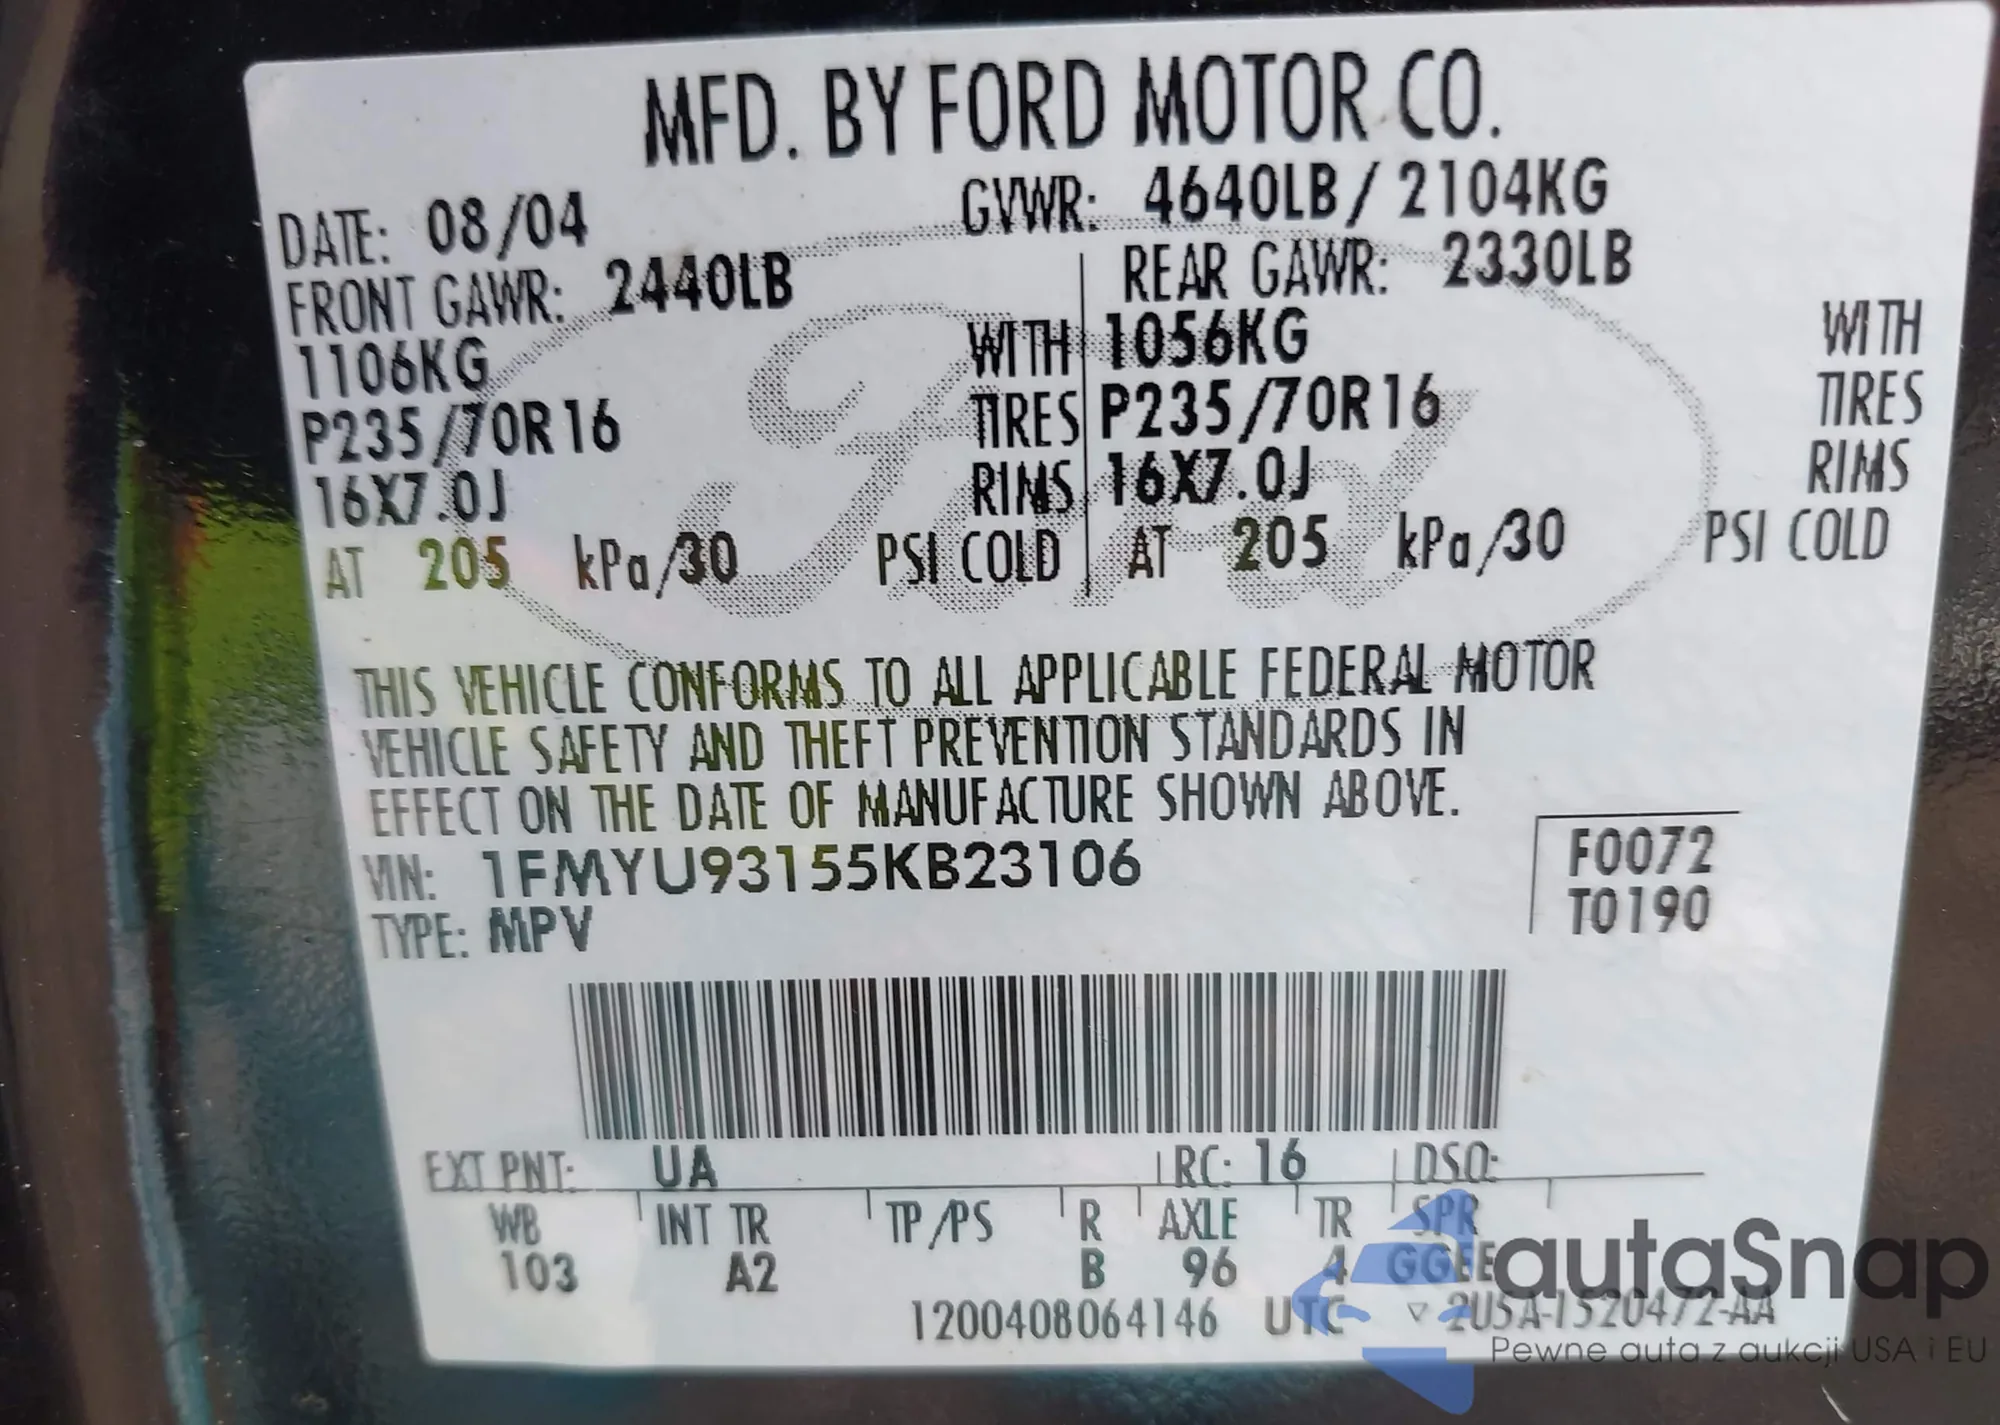 MFD. BY FORD MOTOR CO.
DATE: 08/04 GVWR: 4640LB / 2104KG
FRONT GAWR: 2440LB REAR GAWR: 2330LB
1106KG WITH 1056KG WITH
P235/70R16 TIRES P235/70R16 TIRES
16X7.0J RIMS 16X7.0J RIMS
AT 205 kPa/30 PSI COLD AT 205 kPa/30 PSI COLD
Ford
THIS VEHICLE CONFORMS TO ALL APPLICABLE FEDERAL MOTOR
VEHICLE SAFETY AND THEFT PREVENTION STANDARDS IN
EFFECT ON THE DATE OF MANUFACTURE SHOWN ABOVE.
VIN: 1FMYU93155KB23106
TYPE: MPV
F0072
T0190
EXT PNT: UA RC: 16 DSO:
WB INT TR TP/PS R AXLE TR SPR
103 A2 B 96 4 GGEE
1200408064146 UTC ▽ 2U5A-1520472-AA
autaSnap
Pewne auta z aukcji USA i EU